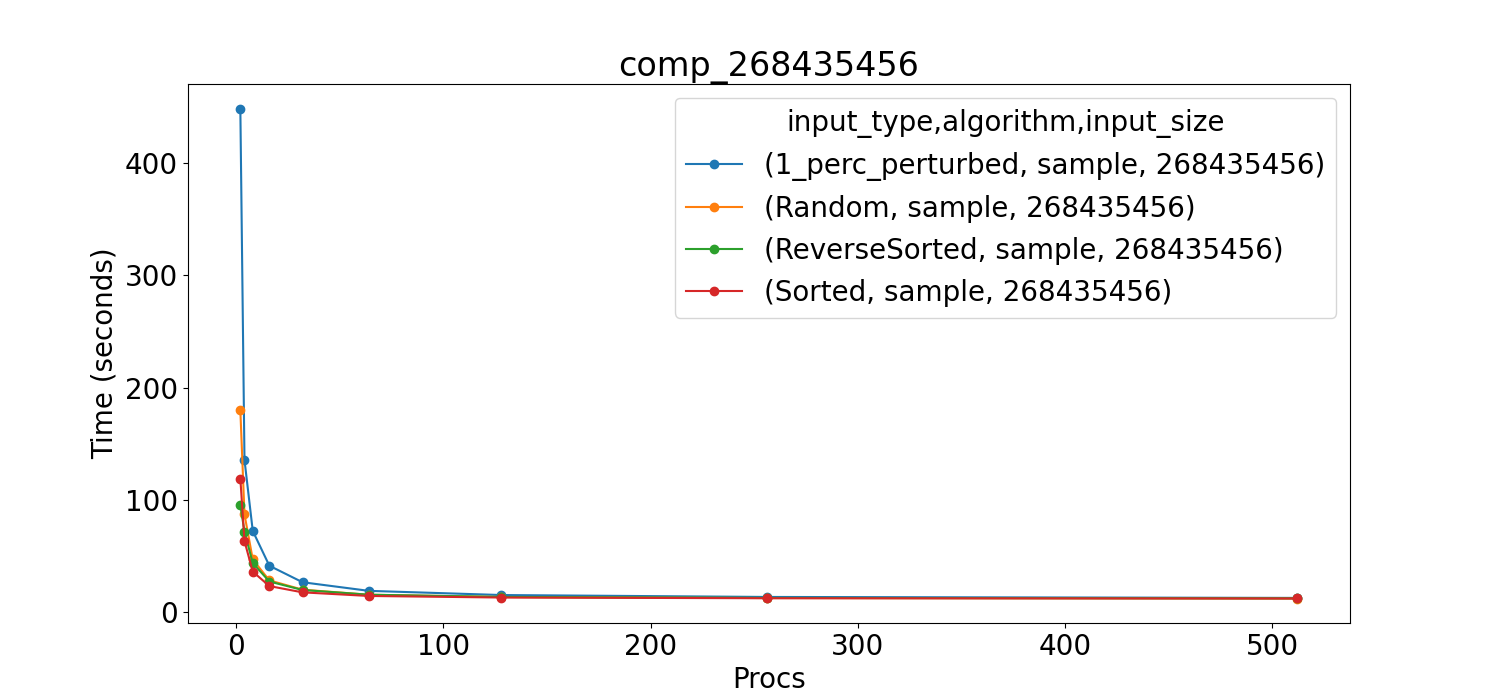 comp_268435456
input_type,algorithm,input_size
(1_perc_perturbed, sample, 268435456)
(Random, sample, 268435456)
(ReverseSorted, sample, 268435456)
(Sorted, sample, 268435456)
Time (seconds)
400
300
200
100
0
0 100 200 300 400 500
Procs